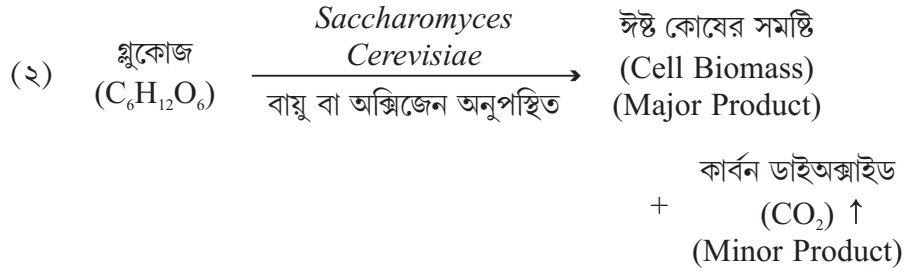 (২) গ্লুকোজ (C₆H₁₂O₆)
Saccharomyces
Cerevisiae
বায়ু বা অক্সিজেন অনুপস্থিত
ঈষ্ট কোষের সমষ্টি
(Cell Biomass)
(Major Product)
+ কার্বন ডাইঅক্সাইড
(CO₂) ↑
(Minor Product)